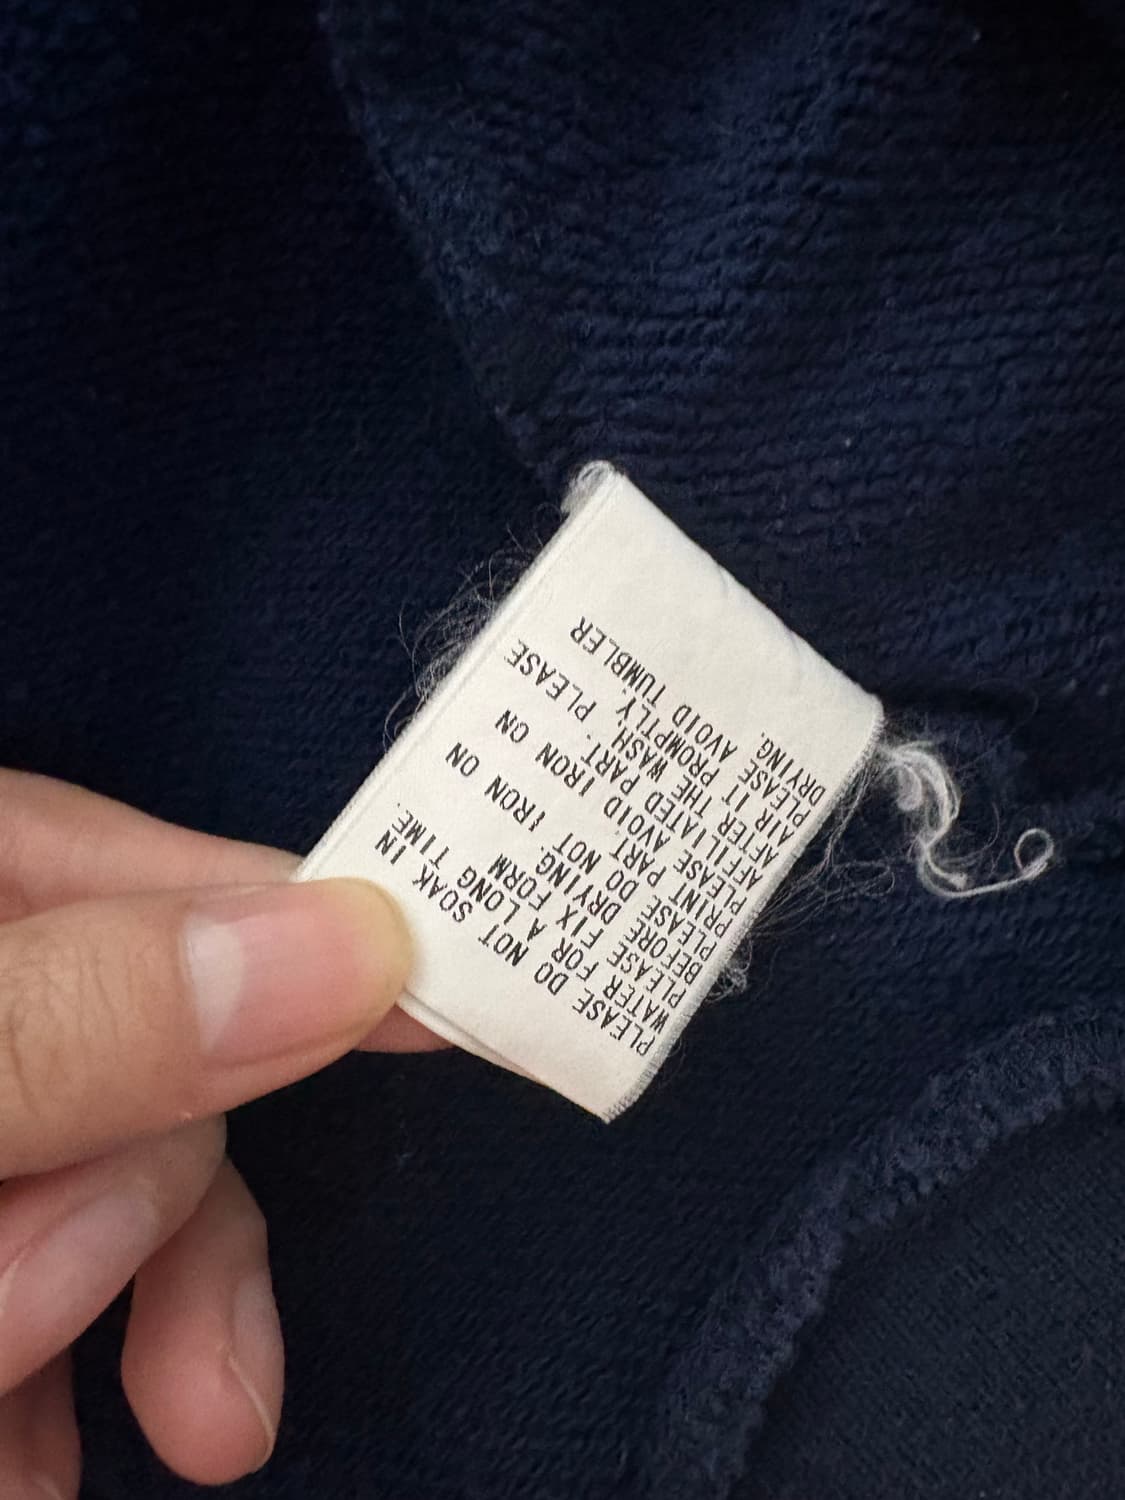 PLEASE DO NOT SOAK IN
WATER FOR A LONG TIME.
PLEASE FIX FORM
BEFORE DRYING.
PLEASE DO NOT IRON ON
PRINT PART
PLEASE AVOID IRON ON
AFFILIATED PART. PLEASE
AFTER THE WASH,
AIR IT PROMPTLY.
PLEASE AVOID TUMBLER
DRYING.